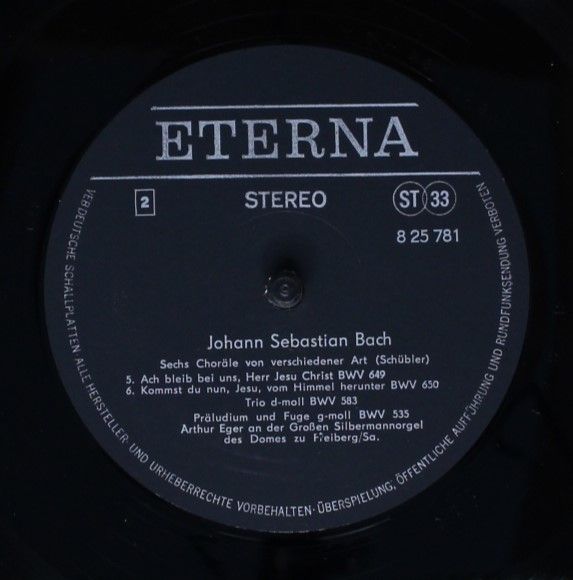 ETERNA
2
STEREO
ST 33
8 25 781
Johann Sebastian Bach
Sechs Choräle von verschiedener Art (Schübler)
5. Ach bleib bei uns, Herr Jesu Christ BWV 649
6. Kommst du nun, Jesu, vom Himmel herunter BWV 650
Trio d-moll BWV 583
Präludium und Fuge g-moll BWV 535
Arthur Eger an der Großen Silbermannorgel
des Domes zu Freiberg/Sa.
VEB DEUTSCHE SCHALLPLATTEN ALLE HERSTELLER- UND URHEBERRECHTE VORBEHALTEN · ÜBERSPIELUNG, ÖFFENTLICHE AUFFÜHRUNG UND RUNDFUNKSENDUNG VERBOTEN